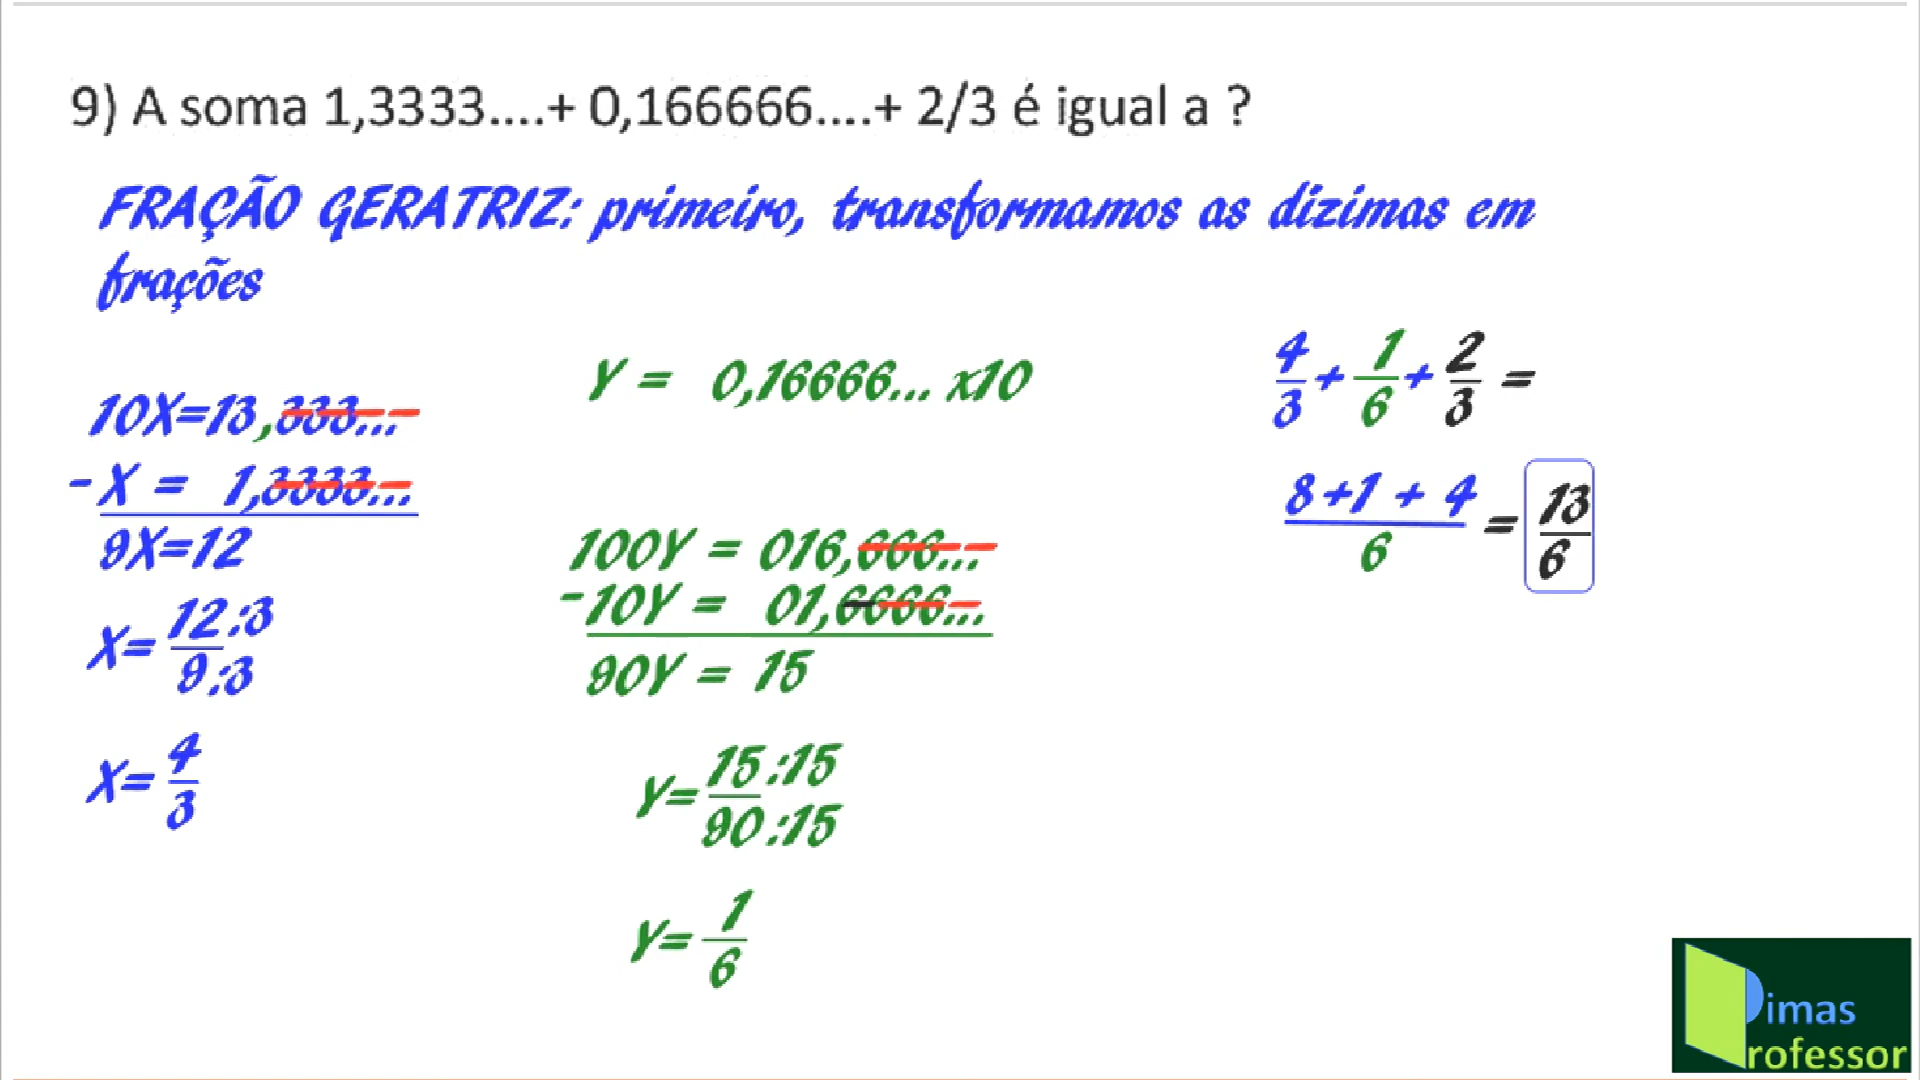 9) A soma 1,3333....+ 0,166666....+ 2/3 é igual a ?
FRAÇÃO GERATRIZ: primeiro, transformamos as dízimas em
frações
10X=13,333...
- X = 1,3333...
9X=12
X= 12:3
9:3
X= 4
3
Y = 0,16666... x10
100Y = 016,666...
-10Y = 01,6666...
90Y = 15
Y= 15:15
90:15
Y= 1
6
4/3 + 1/6 + 2/3 =
8+1 + 4
6
= 13
6
Dimas
Professor